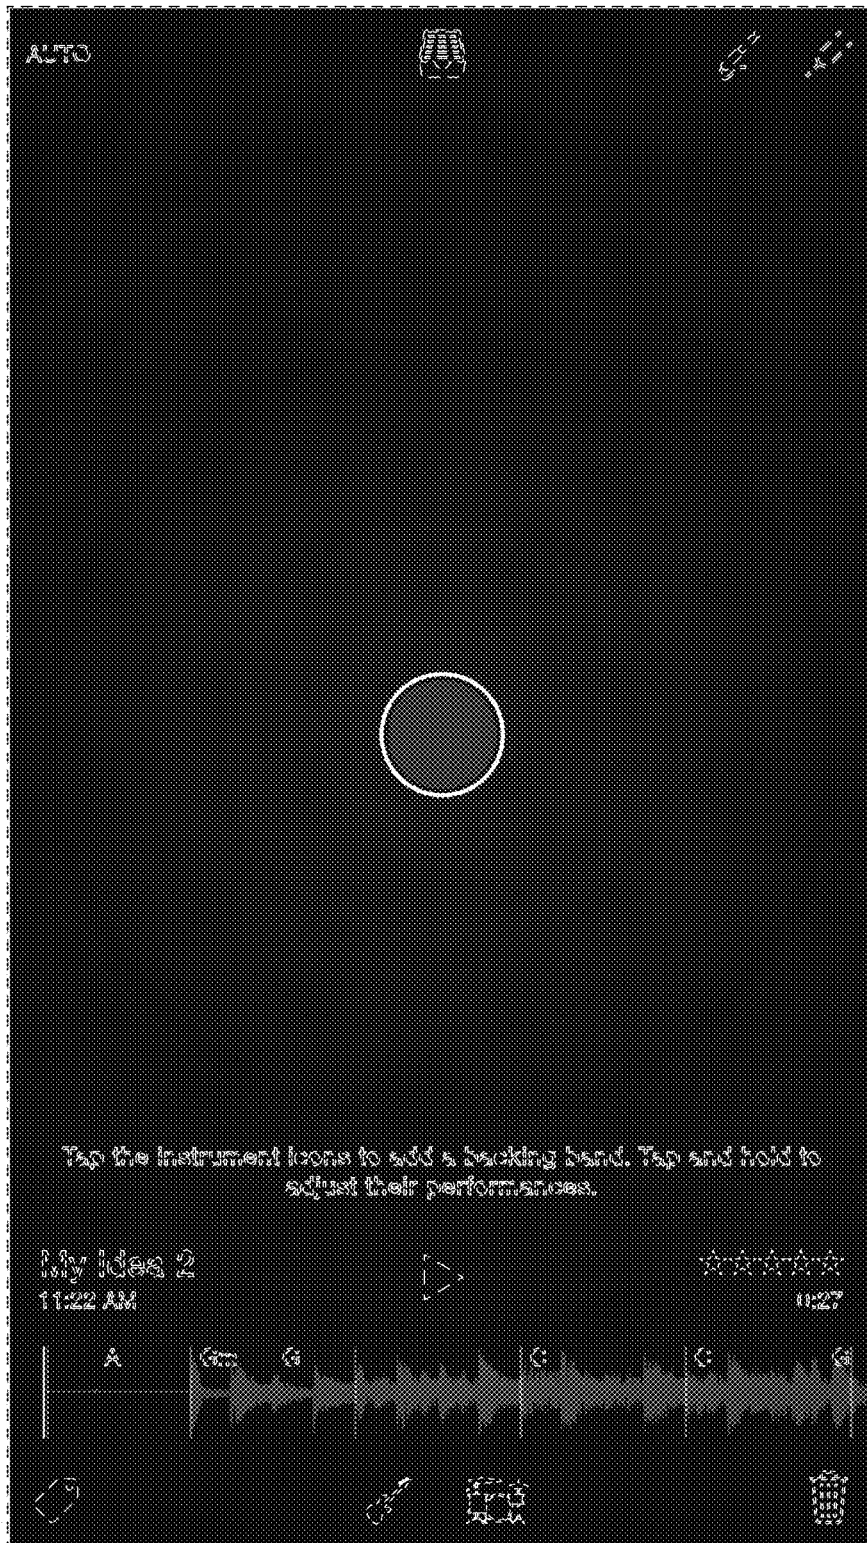 AUTO
Tap the instrument icons to add a backing band. Tap and hold to
adjust their performances.
My Idea 2
11:22 AM
0:27
A Gm G C C G